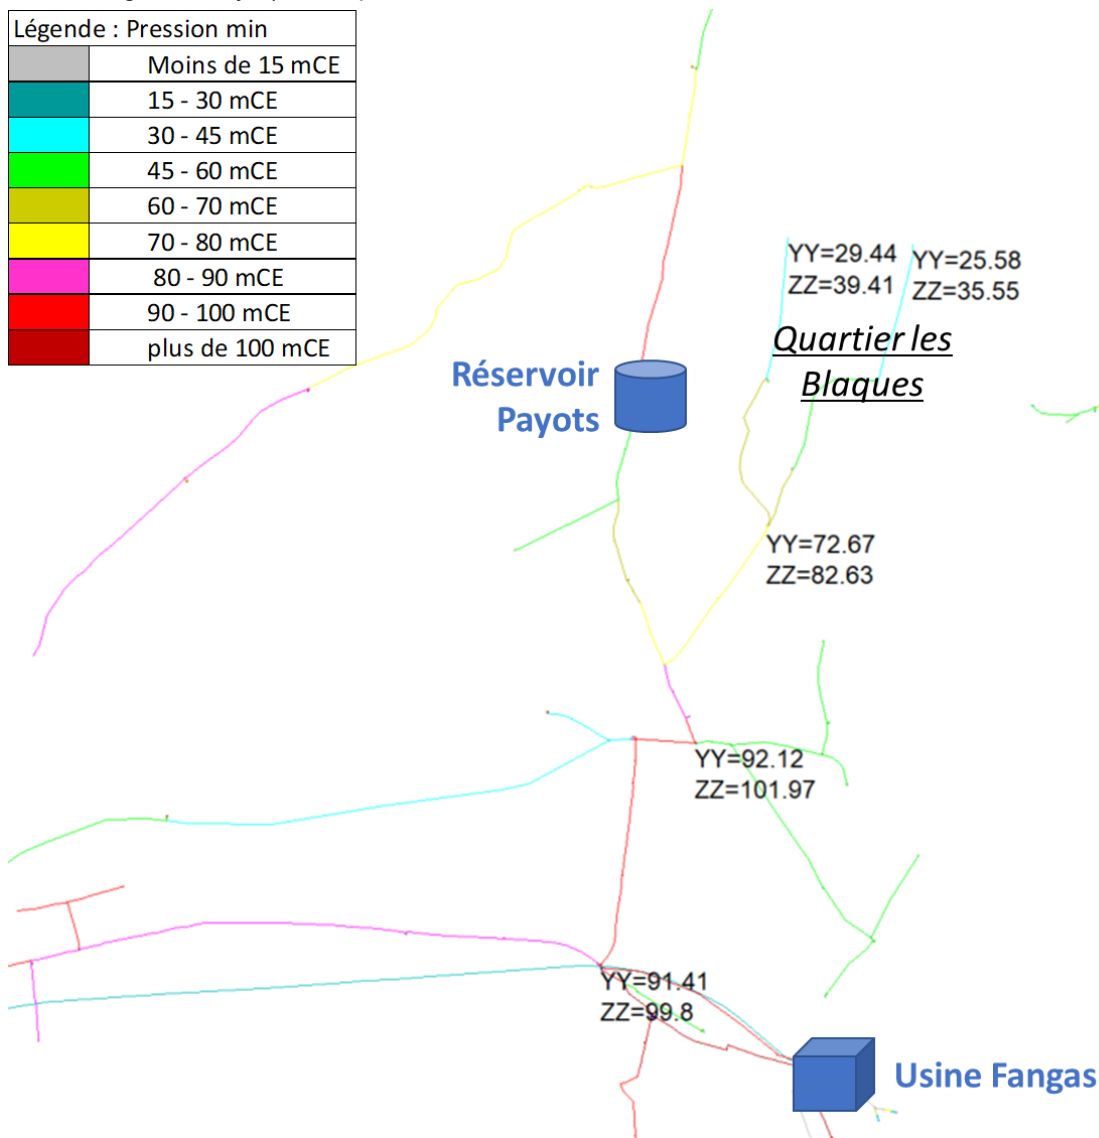 Légende : Pression min
Moins de 15 mCE
15 - 30 mCE
30 - 45 mCE
45 - 60 mCE
60 - 70 mCE
70 - 80 mCE
80 - 90 mCE
90 - 100 mCE
plus de 100 mCE
YY=29.44
ZZ=39.41
YY=25.58
ZZ=35.55
Quartier les
Blaques
Réservoir
Payots
YY=72.67
ZZ=82.63
YY=92.12
ZZ=101.97
YY=91.41
ZZ=99.8
Usine Fangas